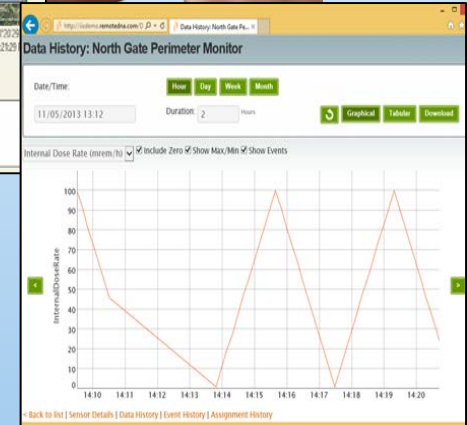 Data History: North Gate Pe...
Data History: North Gate Perimeter Monitor
Date/Time:
Hour Day Week Month
11/05/2013 13:12
Duration: 2 Hours
Graphical Tabular Download
Internal Dose Rate (mrem/h) Include Zero Show Max/Min Show Events
100
90
80
70
60
50
40
30
20
10
0
InternalDoseRate
14:10 14:11 14:12 14:13 14:14 14:15 14:16 14:17 14:18 14:19 14:20
< Back to list | Sensor Details | Data History | Event History | Assignment History